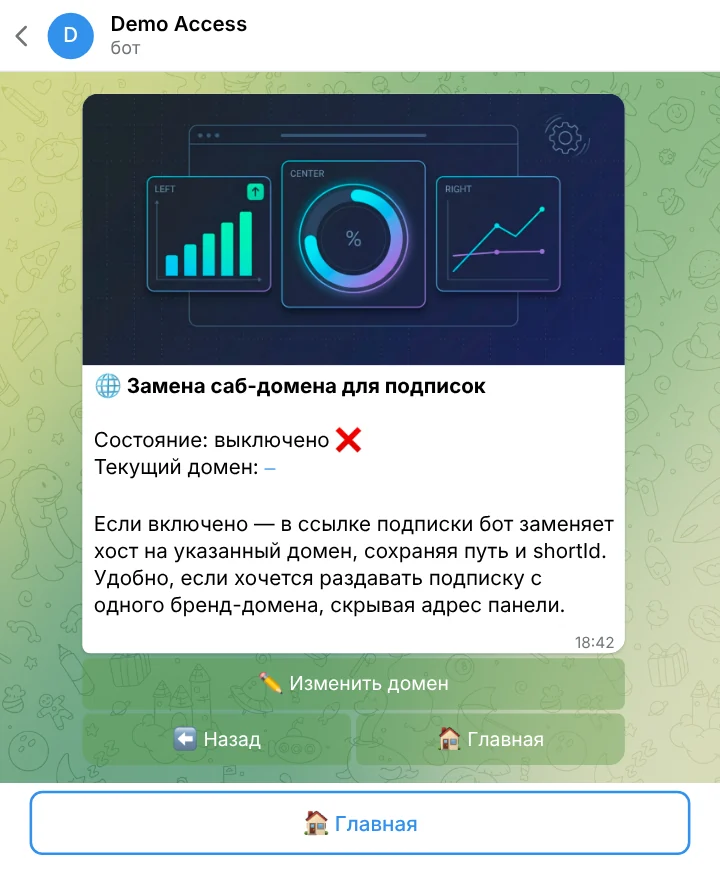 D
Demo Access
бот
LEFT
CENTER
RIGHT
%
🌐 Замена саб-домена для подписок
Состояние: выключено ❌
Текущий домен: –
Если включено — в ссылке подписки бот заменяет
хост на указанный домен, сохраняя путь и shortId.
Удобно, если хочется раздавать подписку с
одного бренд-домена, скрывая адрес панели.
18:42
✏️ Изменить домен
⬅️ Назад
🏠 Главная
🏠 Главная